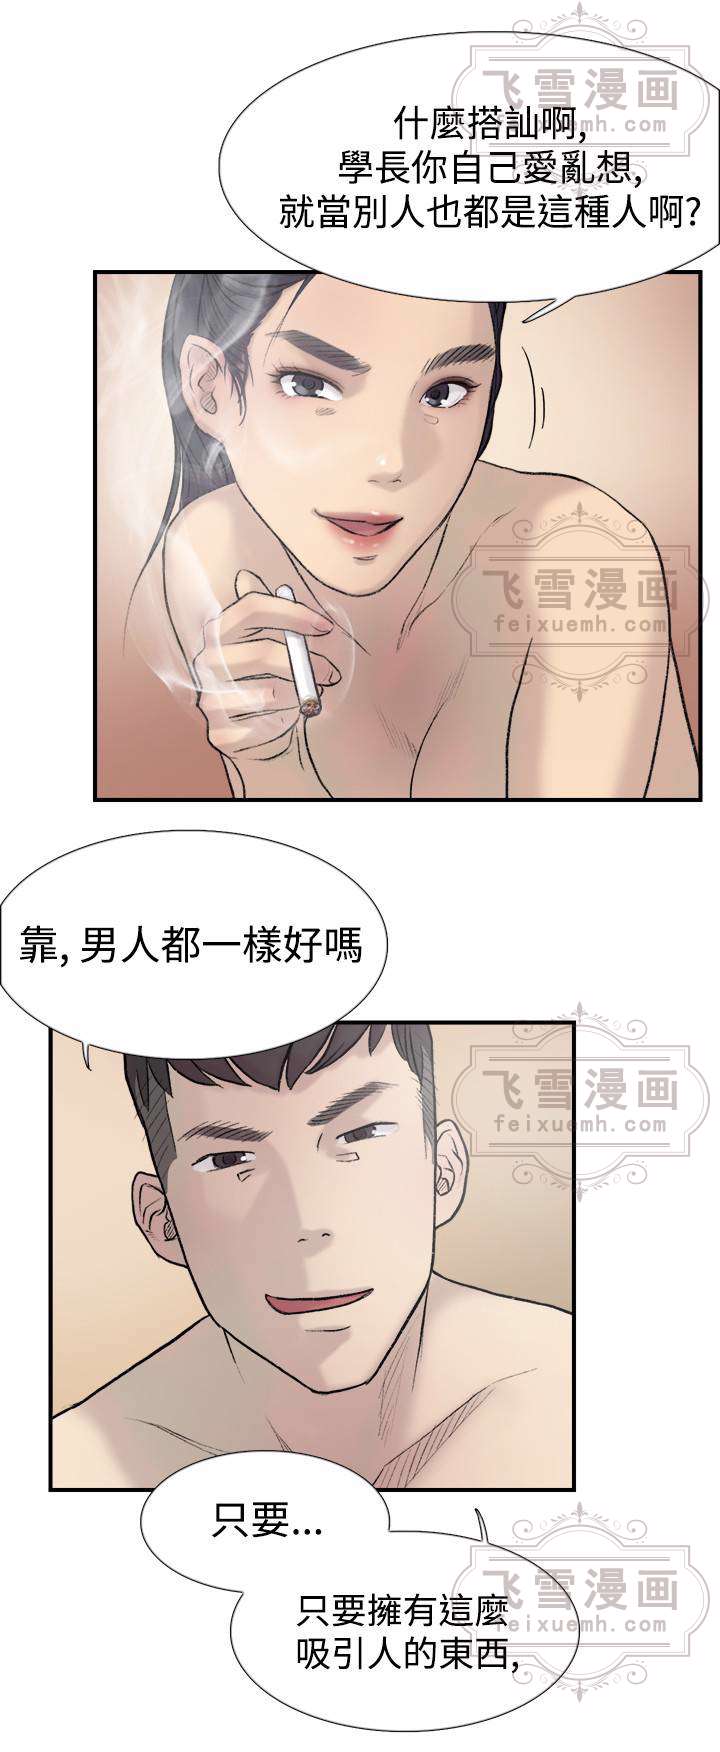 飞雪漫画
feixuemh.com
什麼搭訕啊,
學長你自己愛亂想,
就當別人也都是這種人啊?
飞雪漫画
feixuemh.com
靠, 男人都一樣好嗎
飞雪漫画
feixuemh.com
只要...
只要擁有這麼
吸引人的東西,
飞雪漫画
feixuemh.com